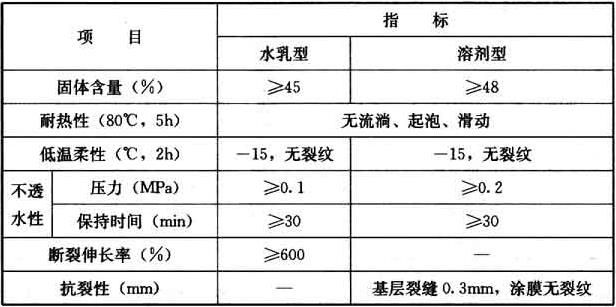 项 目 指 标
水乳型 溶剂型
固体含量（%） ≥45 ≥48
耐热性（80℃，5h） 无流淌、起泡、滑动
低温柔性（℃，2h） －15，无裂纹 －15，无裂纹
不透水性 压力（MPa） ≥0.1 ≥0.2
保持时间（min） ≥30 ≥30
断裂伸长率（%） ≥600 —
抗裂性（mm） — 基层裂缝0.3mm，涂膜无裂纹